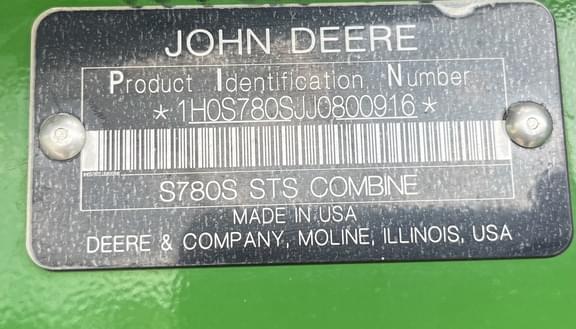 JOHN DEERE
Product Identification Number
*1H0S780SJJ0800916*
S780S STS COMBINE
MADE IN USA
DEERE & COMPANY, MOLINE, ILLINOIS, USA